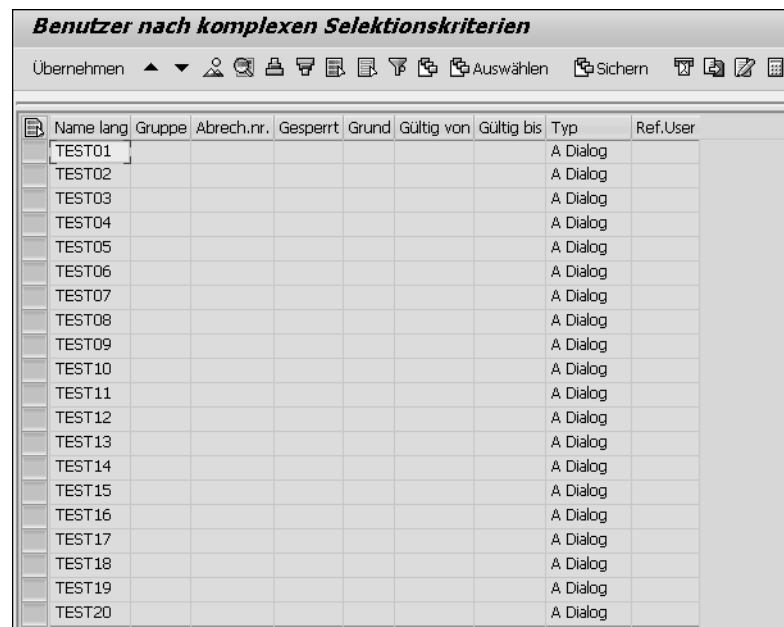 Benutzer nach komplexen Selektionskriterien
Übernehmen Auswählen Sichern
Name lang Gruppe Abrech.nr. Gesperrt Grund Gültig von Gültig bis Typ Ref.User
TEST01 A Dialog
TEST02 A Dialog
TEST03 A Dialog
TEST04 A Dialog
TEST05 A Dialog
TEST06 A Dialog
TEST07 A Dialog
TEST08 A Dialog
TEST09 A Dialog
TEST10 A Dialog
TEST11 A Dialog
TEST12 A Dialog
TEST13 A Dialog
TEST14 A Dialog
TEST15 A Dialog
TEST16 A Dialog
TEST17 A Dialog
TEST18 A Dialog
TEST19 A Dialog
TEST20 A Dialog